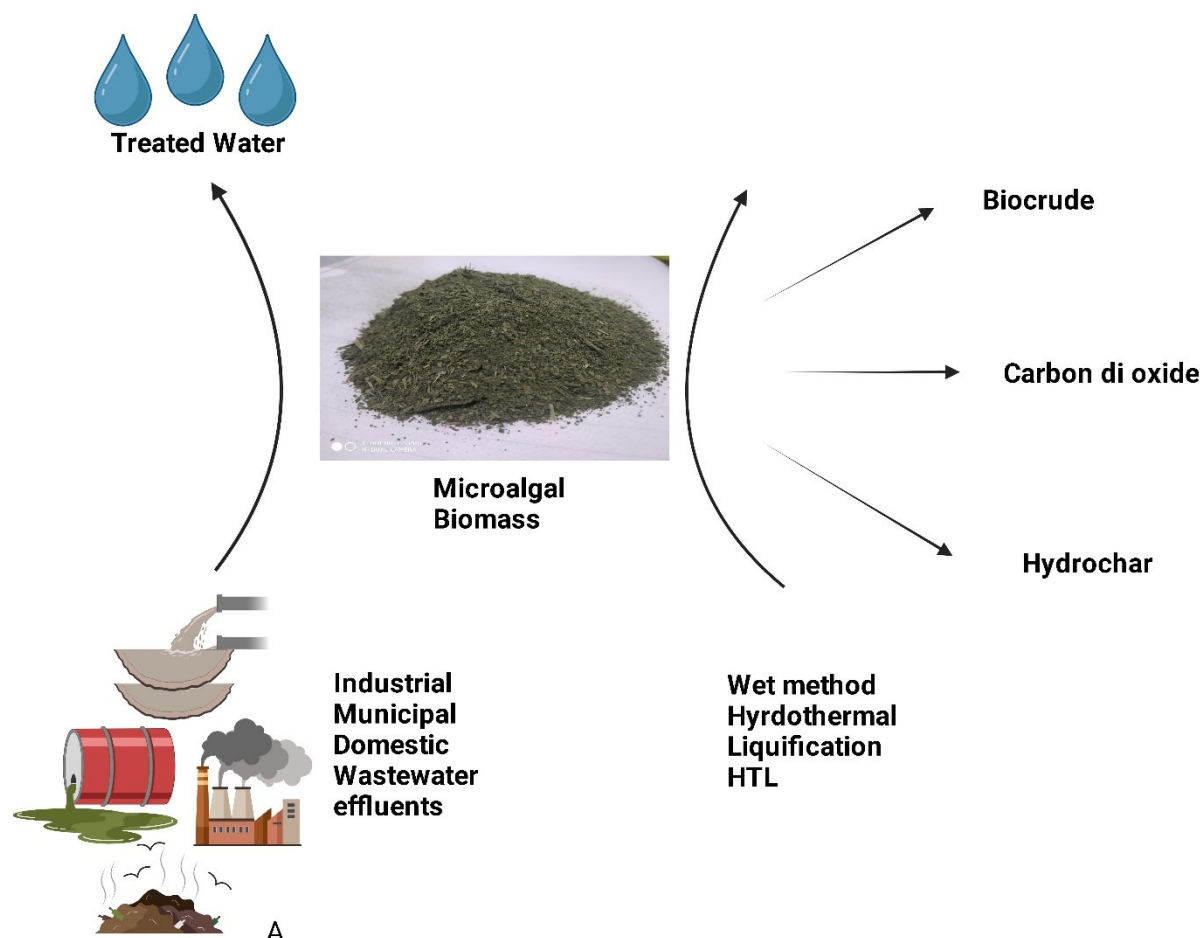 Treated Water
Biocrude
Carbon di oxide
Microalgal
Biomass
Hydrochar
Industrial
Municipal
Domestic
Wastewater
effluents
Wet method
Hyrdothermal
Liquification
HTL
A